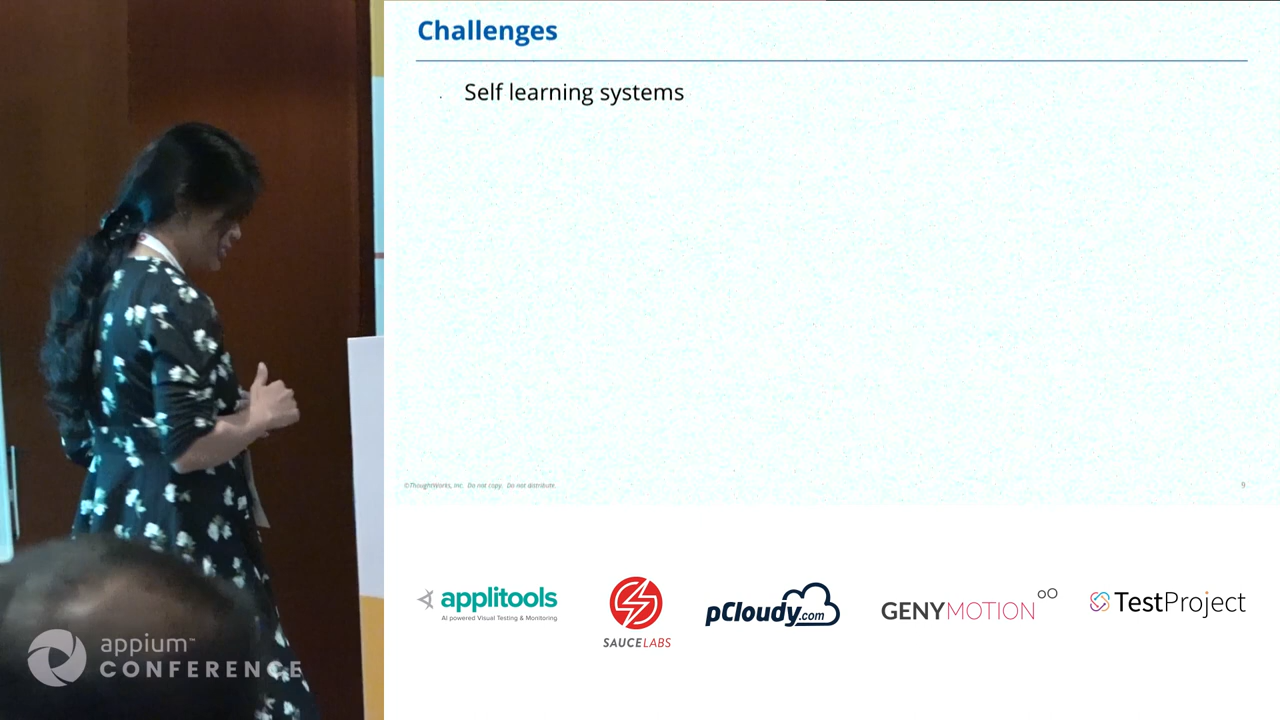 Challenges
. Self learning systems
©ThoughtWorks, Inc. Do not copy. Do not distribute.
9
applitools
AI powered Visual Testing & Monitoring
SAUCELABS
pCloudy.com
GENYMOTION
TestProject
appium™
CONFERENCE